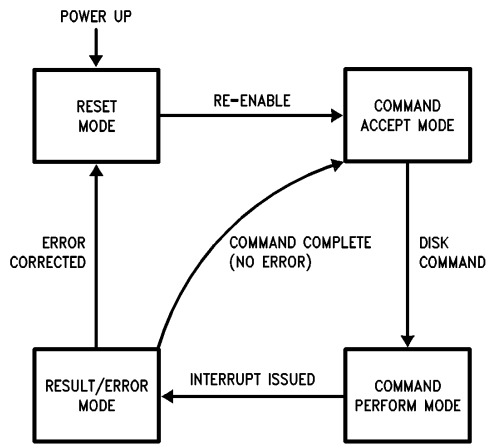 POWER UP
RESET
MODE
RE-ENABLE
COMMAND
ACCEPT MODE
ERROR
CORRECTED
COMMAND COMPLETE
(NO ERROR)
DISK
COMMAND
RESULT/ERROR
MODE
INTERRUPT ISSUED
COMMAND
PERFORM MODE